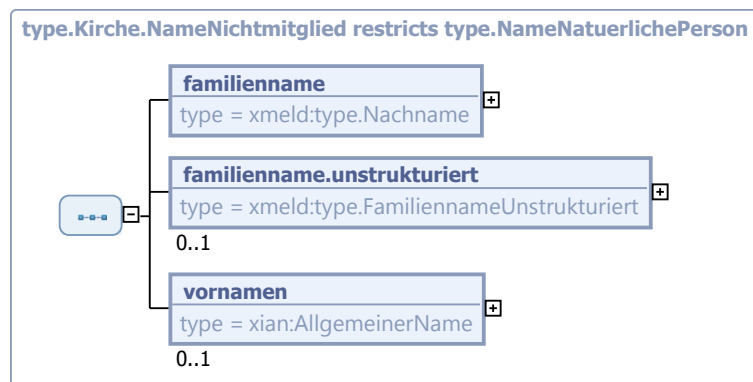 type.Kirche.NameNichtmitglied restricts type.NameNatuerlichePerson
familienname
type = xmeld:type.Nachname
familienname.unstrukturiert
type = xmeld:type.FamiliennameUnstrukturiert
0..1
vornamen
type = xian:AllgemeinerName
0..1